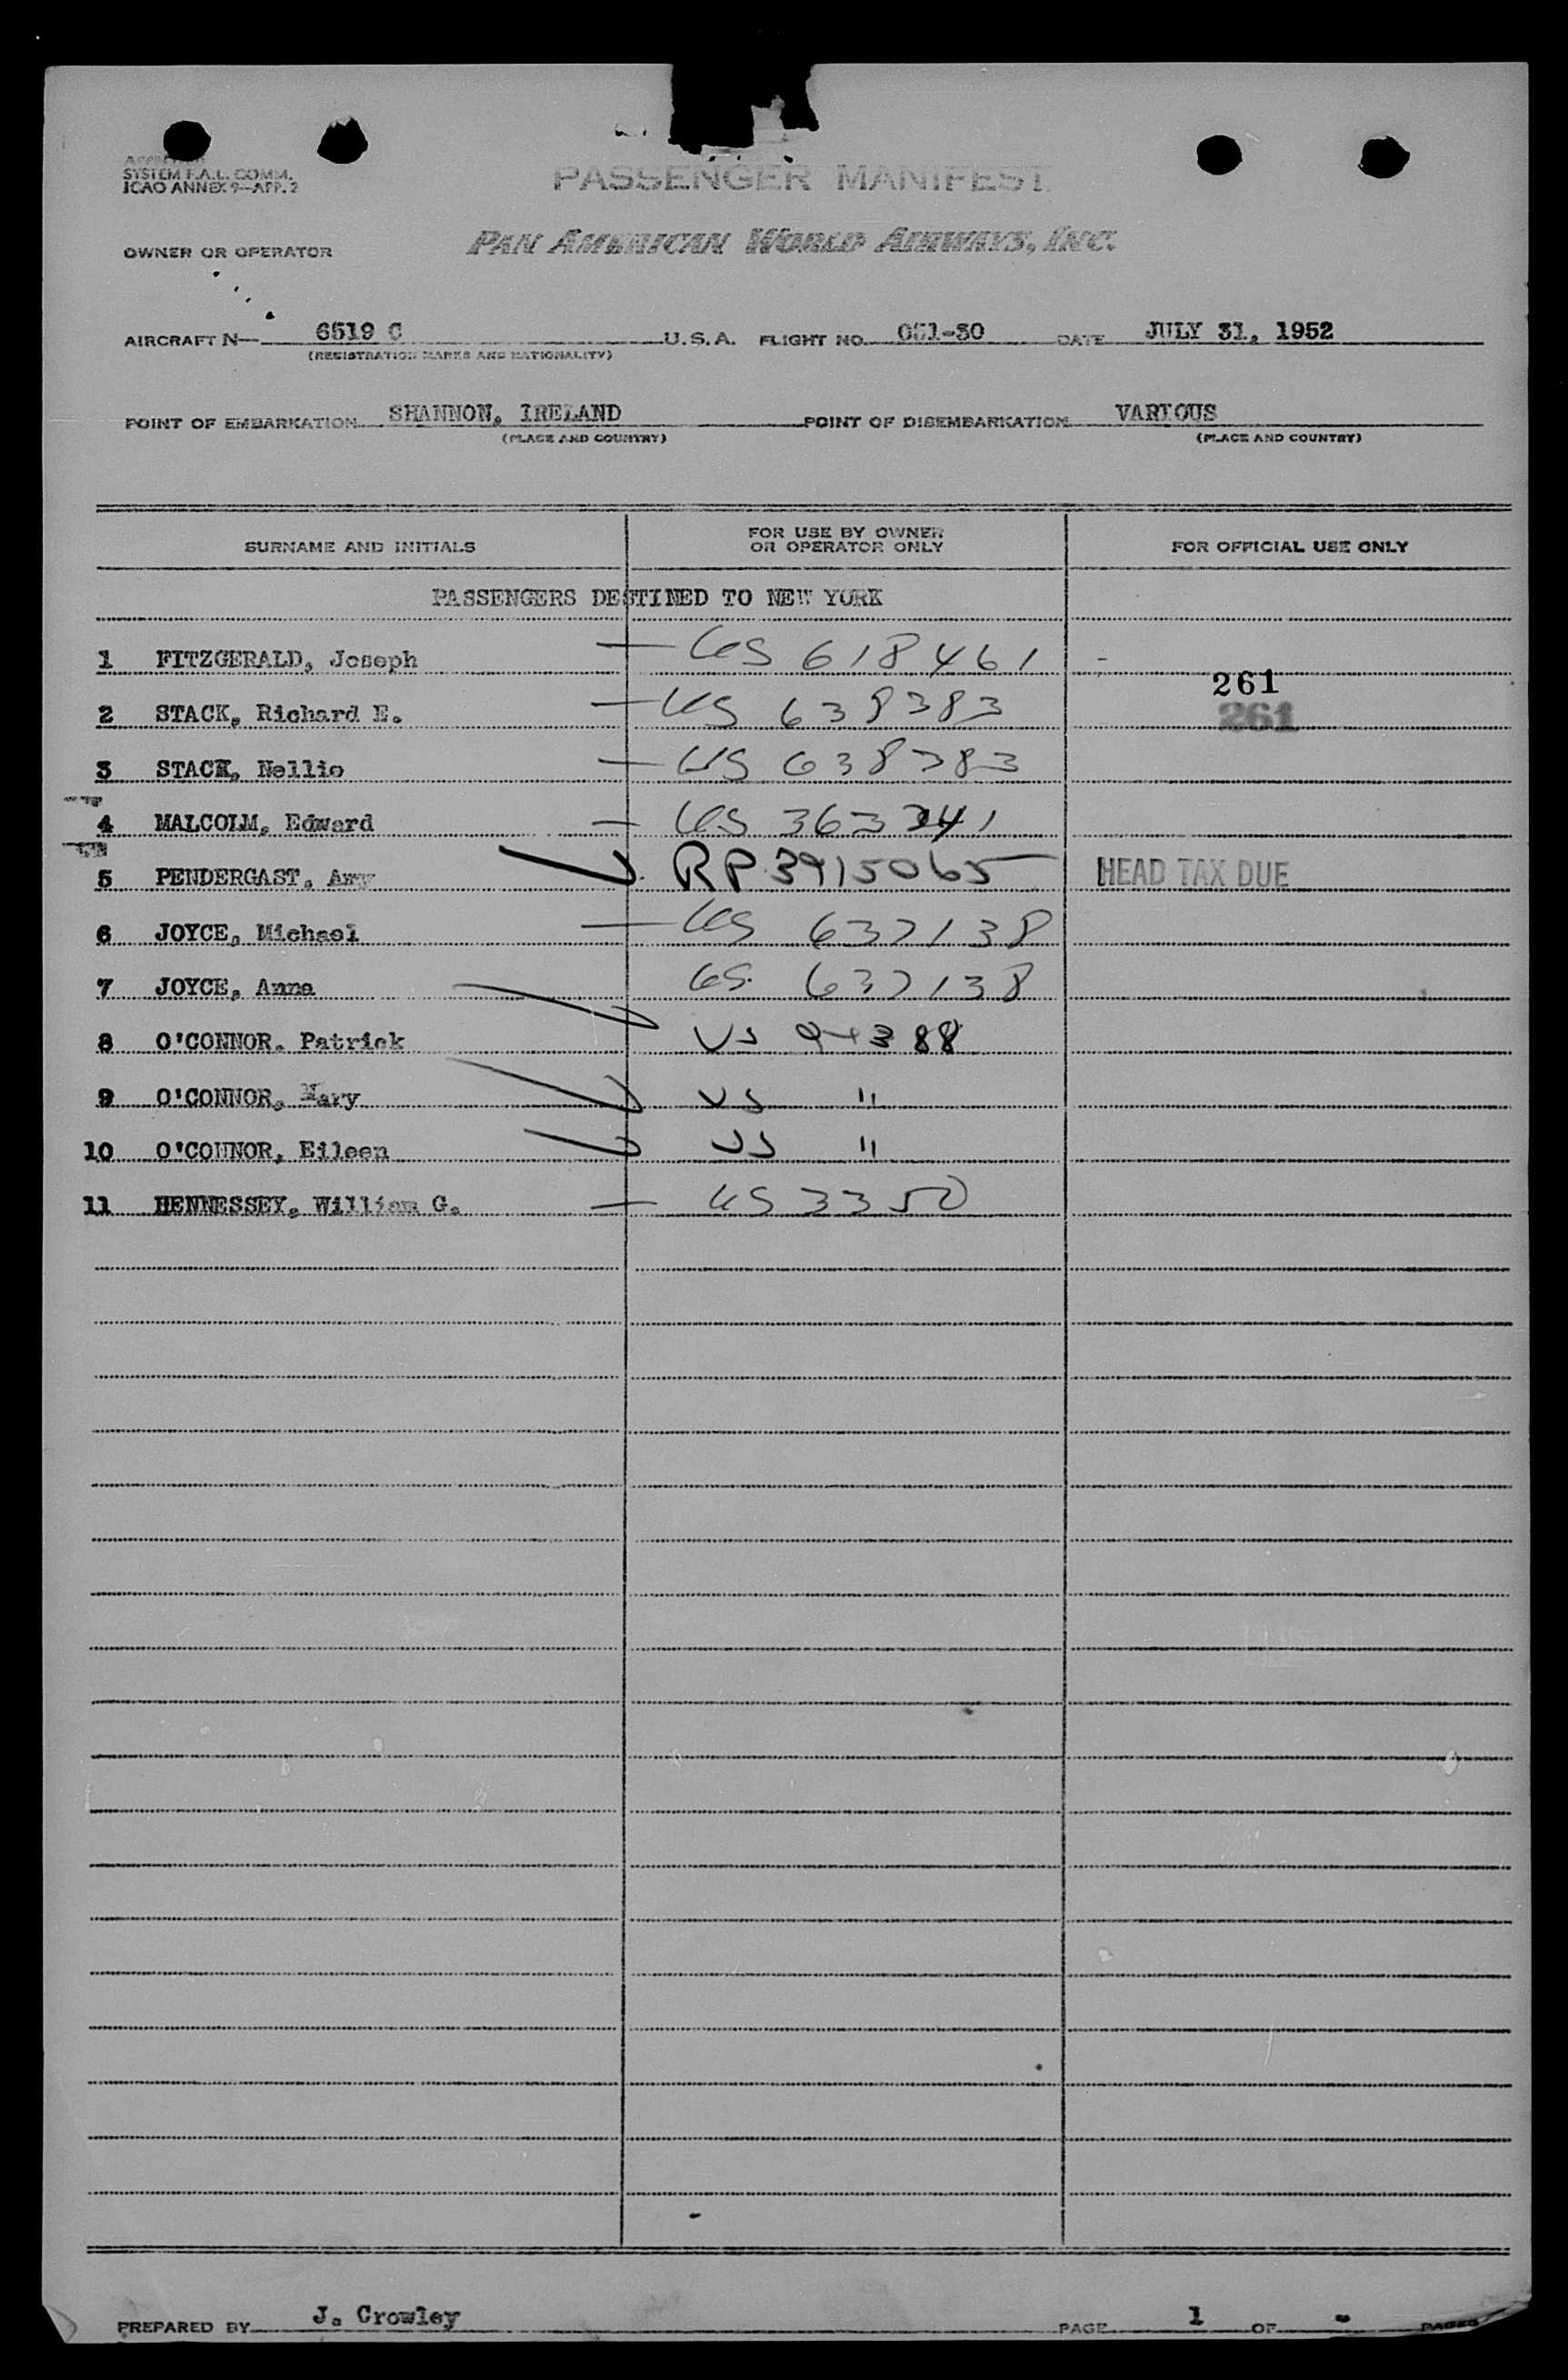 APPROVED
SYSTEM F.A.L. COMM.
ICAO ANNEX 9—APP. 2
PASSENGER MANIFEST
OWNER OR OPERATOR PAN AMERICAN WORLD AIRWAYS, INC.
AIRCRAFT N— 6519 C U.S.A. FLIGHT NO. DATE JULY 31, 1952
(REGISTRATION MARKS AND NATIONALITY)
POINT OF EMBARKATION SHANNON, IRELAND POINT OF DISEMBARKATION VARIOUS
(PLACE AND COUNTRY) (PLACE AND COUNTRY)
SURNAME AND INITIALS FOR USE BY OWNER OR OPERATOR ONLY FOR OFFICIAL USE ONLY
PASSENGERS DESTINED TO NEW YORK
1 FITZGERALD, Joseph — US 618461 -
261
2 STACK, Richard E. — US 638383 261
3 STACK, Nellie — US 638383
4 MALCOLM, Edward — US
5 PENDERGAST, Amy RP 3915065 HEAD TAX DUE
6 JOYCE, Michael — US 637138
7 JOYCE, Anna US 637138
8 O'CONNOR, Patrick US 94388
9 O'CONNOR, Mary US "
10 O'CONNOR, Eileen US "
11 HENNESSEY, William G. — US 3350
PREPARED BY J. Crowley PAGE 1 OF - PAGES